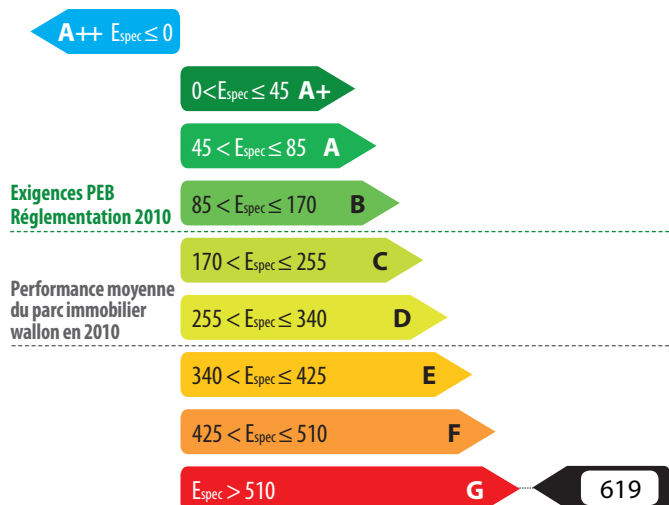 A++ Espec ≤ 0
0<Espec ≤ 45 A+
45 < Espec ≤ 85 A
Exigences PEB
Réglementation 2010
85 < Espec ≤ 170 B
170 < Espec ≤ 255 C
Performance moyenne
du parc immobilier
wallon en 2010
255 < Espec ≤ 340 D
340 < Espec ≤ 425 E
425 < Espec ≤ 510 F
Espec > 510 G 619